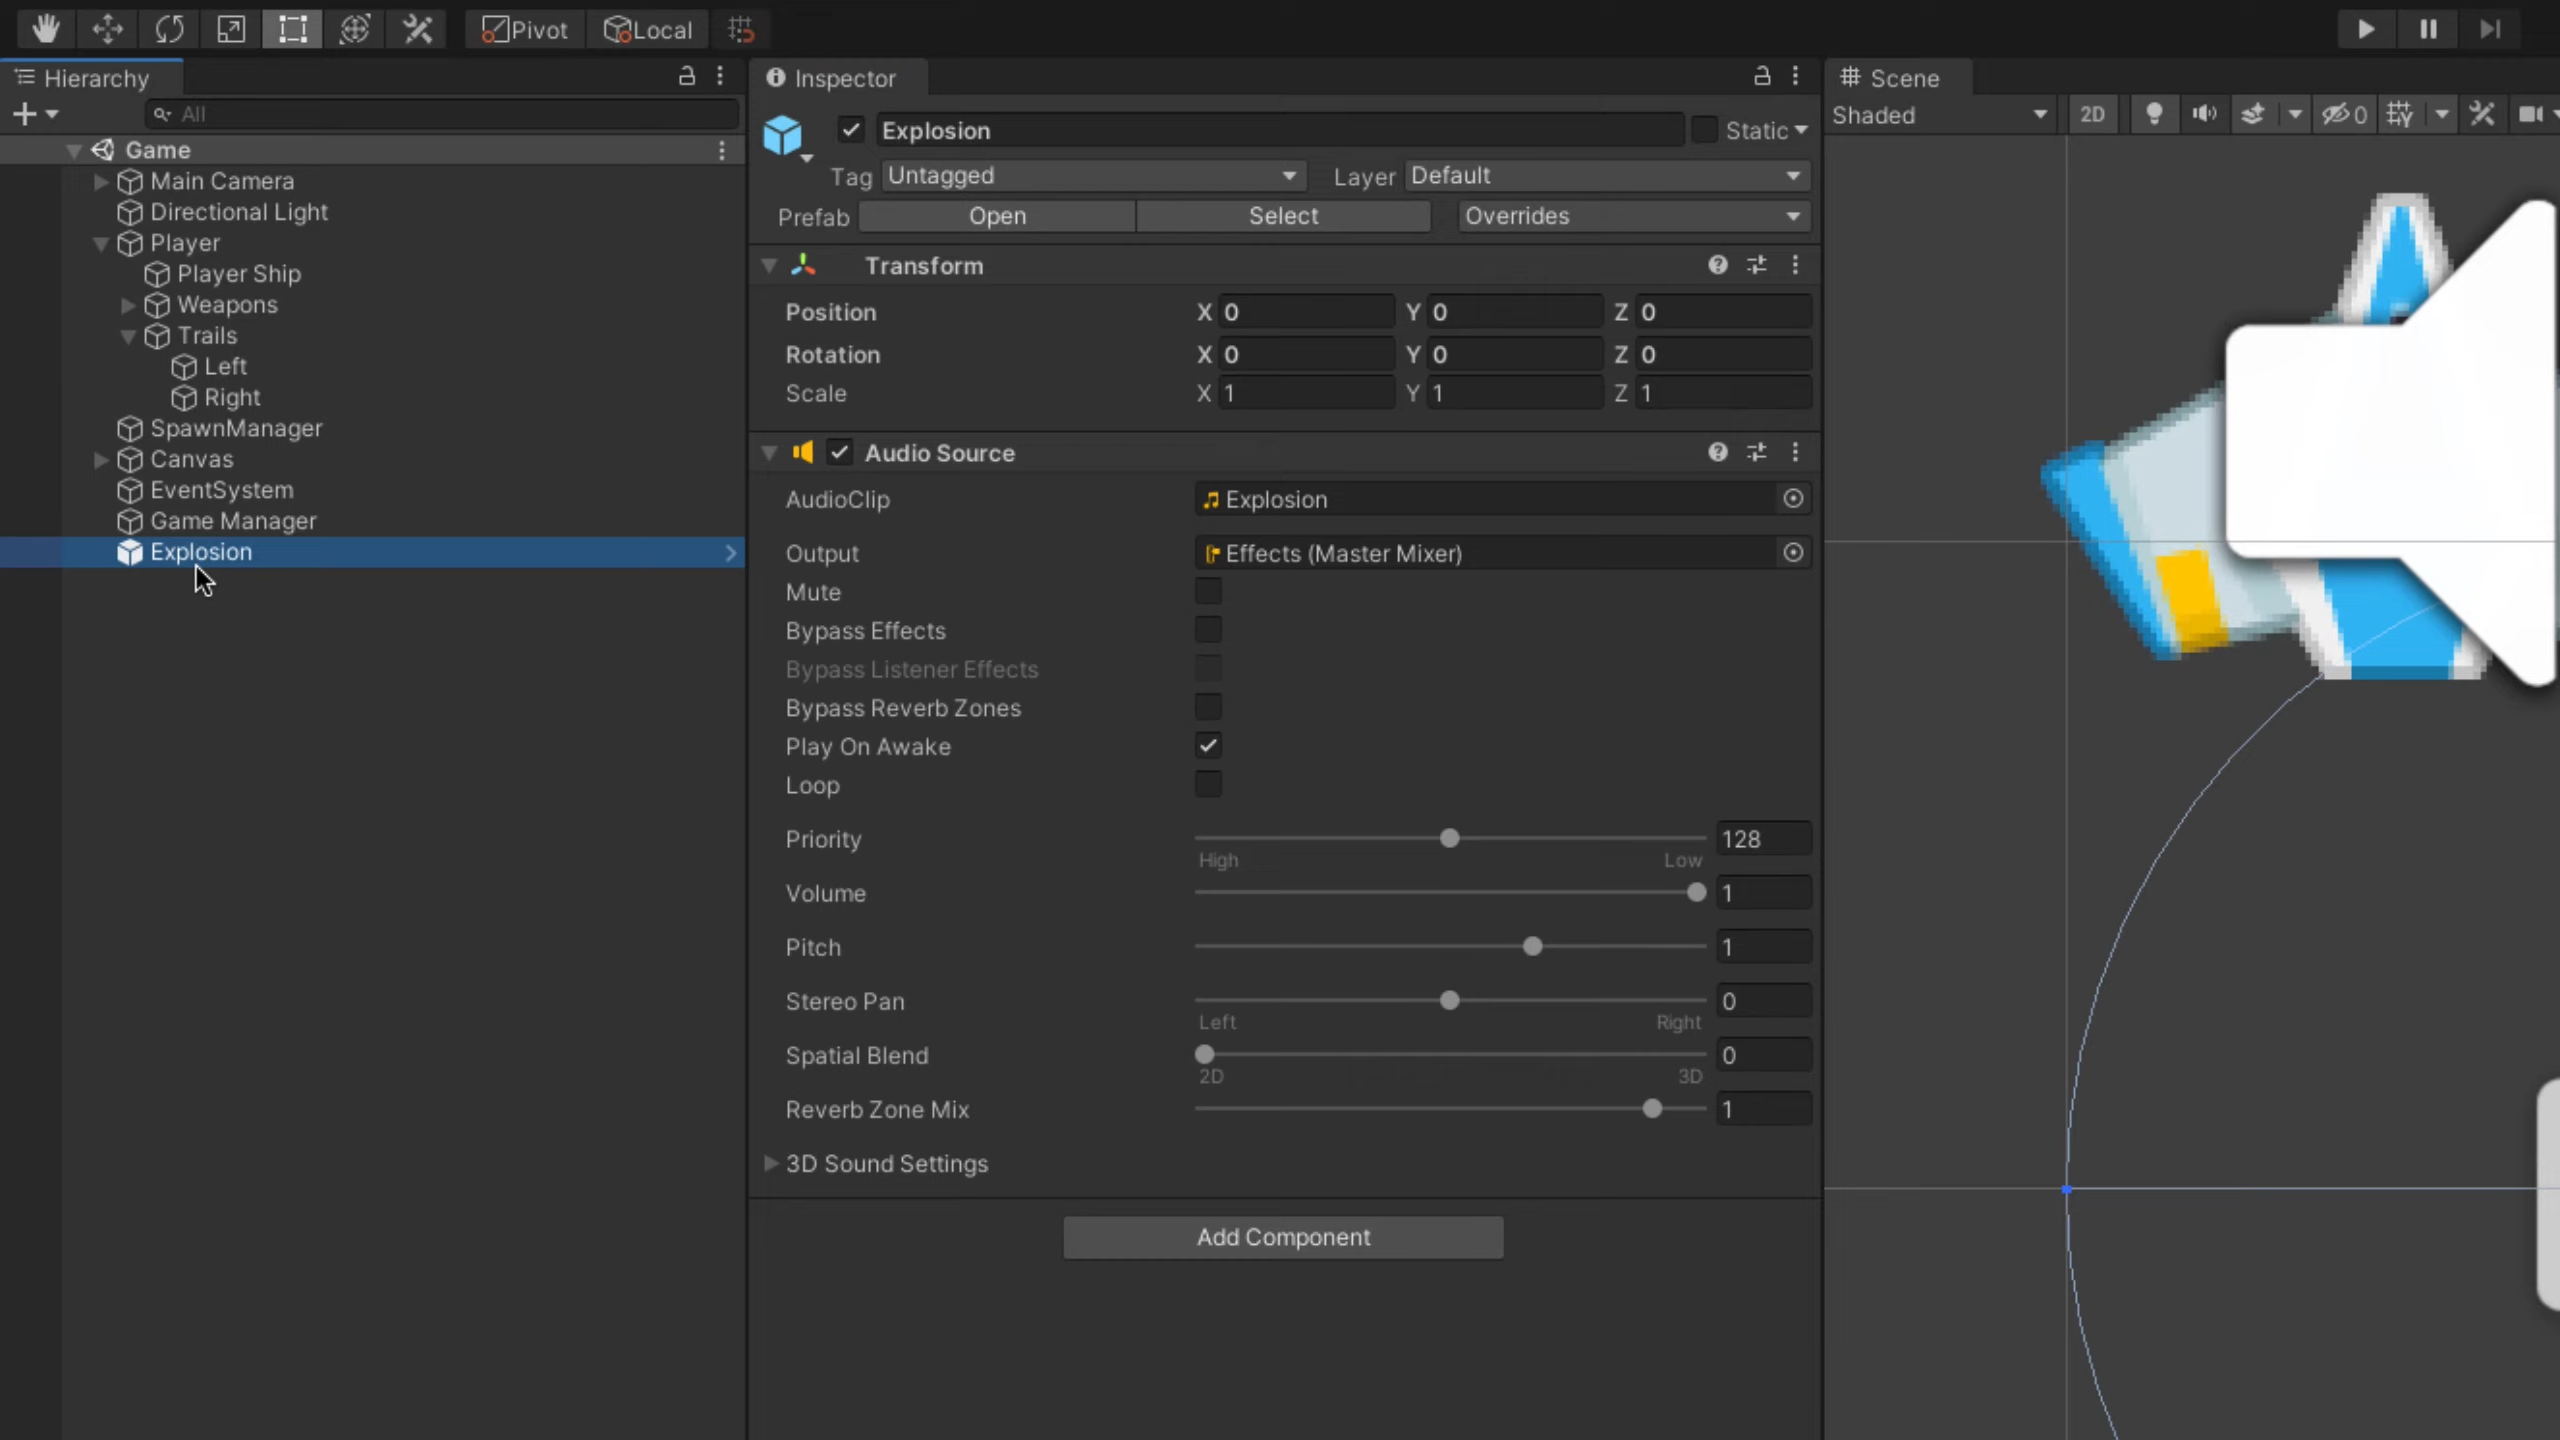 Pivot Local
Hierarchy
All
Game
Main Camera
Directional Light
Player
Player Ship
Weapons
Trails
Left
Right
SpawnManager
Canvas
EventSystem
Game Manager
Explosion
Inspector
Explosion Static
Tag Untagged Layer Default
Prefab Open Select Overrides
Transform
Position X 0 Y 0 Z 0
Rotation X 0 Y 0 Z 0
Scale X 1 Y 1 Z 1
Audio Source
AudioClip Explosion
Output Effects (Master Mixer)
Mute
Bypass Effects
Bypass Listener Effects
Bypass Reverb Zones
Play On Awake
Loop
Priority 128
High Low
Volume 1
Pitch 1
Stereo Pan 0
Left Right
Spatial Blend 0
2D 3D
Reverb Zone Mix 1
3D Sound Settings
Add Component
Scene
Shaded 2D 0